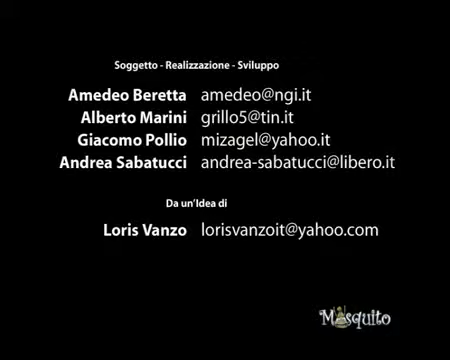 Soggetto - Realizzazione - Sviluppo
Amedeo Beretta amedeo@ngi.it
Alberto Marini grillo5@tin.it
Giacomo Pollio mizagel@yahoo.it
Andrea Sabatucci andrea-sabatucci@libero.it
Da un'Idea di
Loris Vanzo lorisvanzoit@yahoo.com
Mosquito